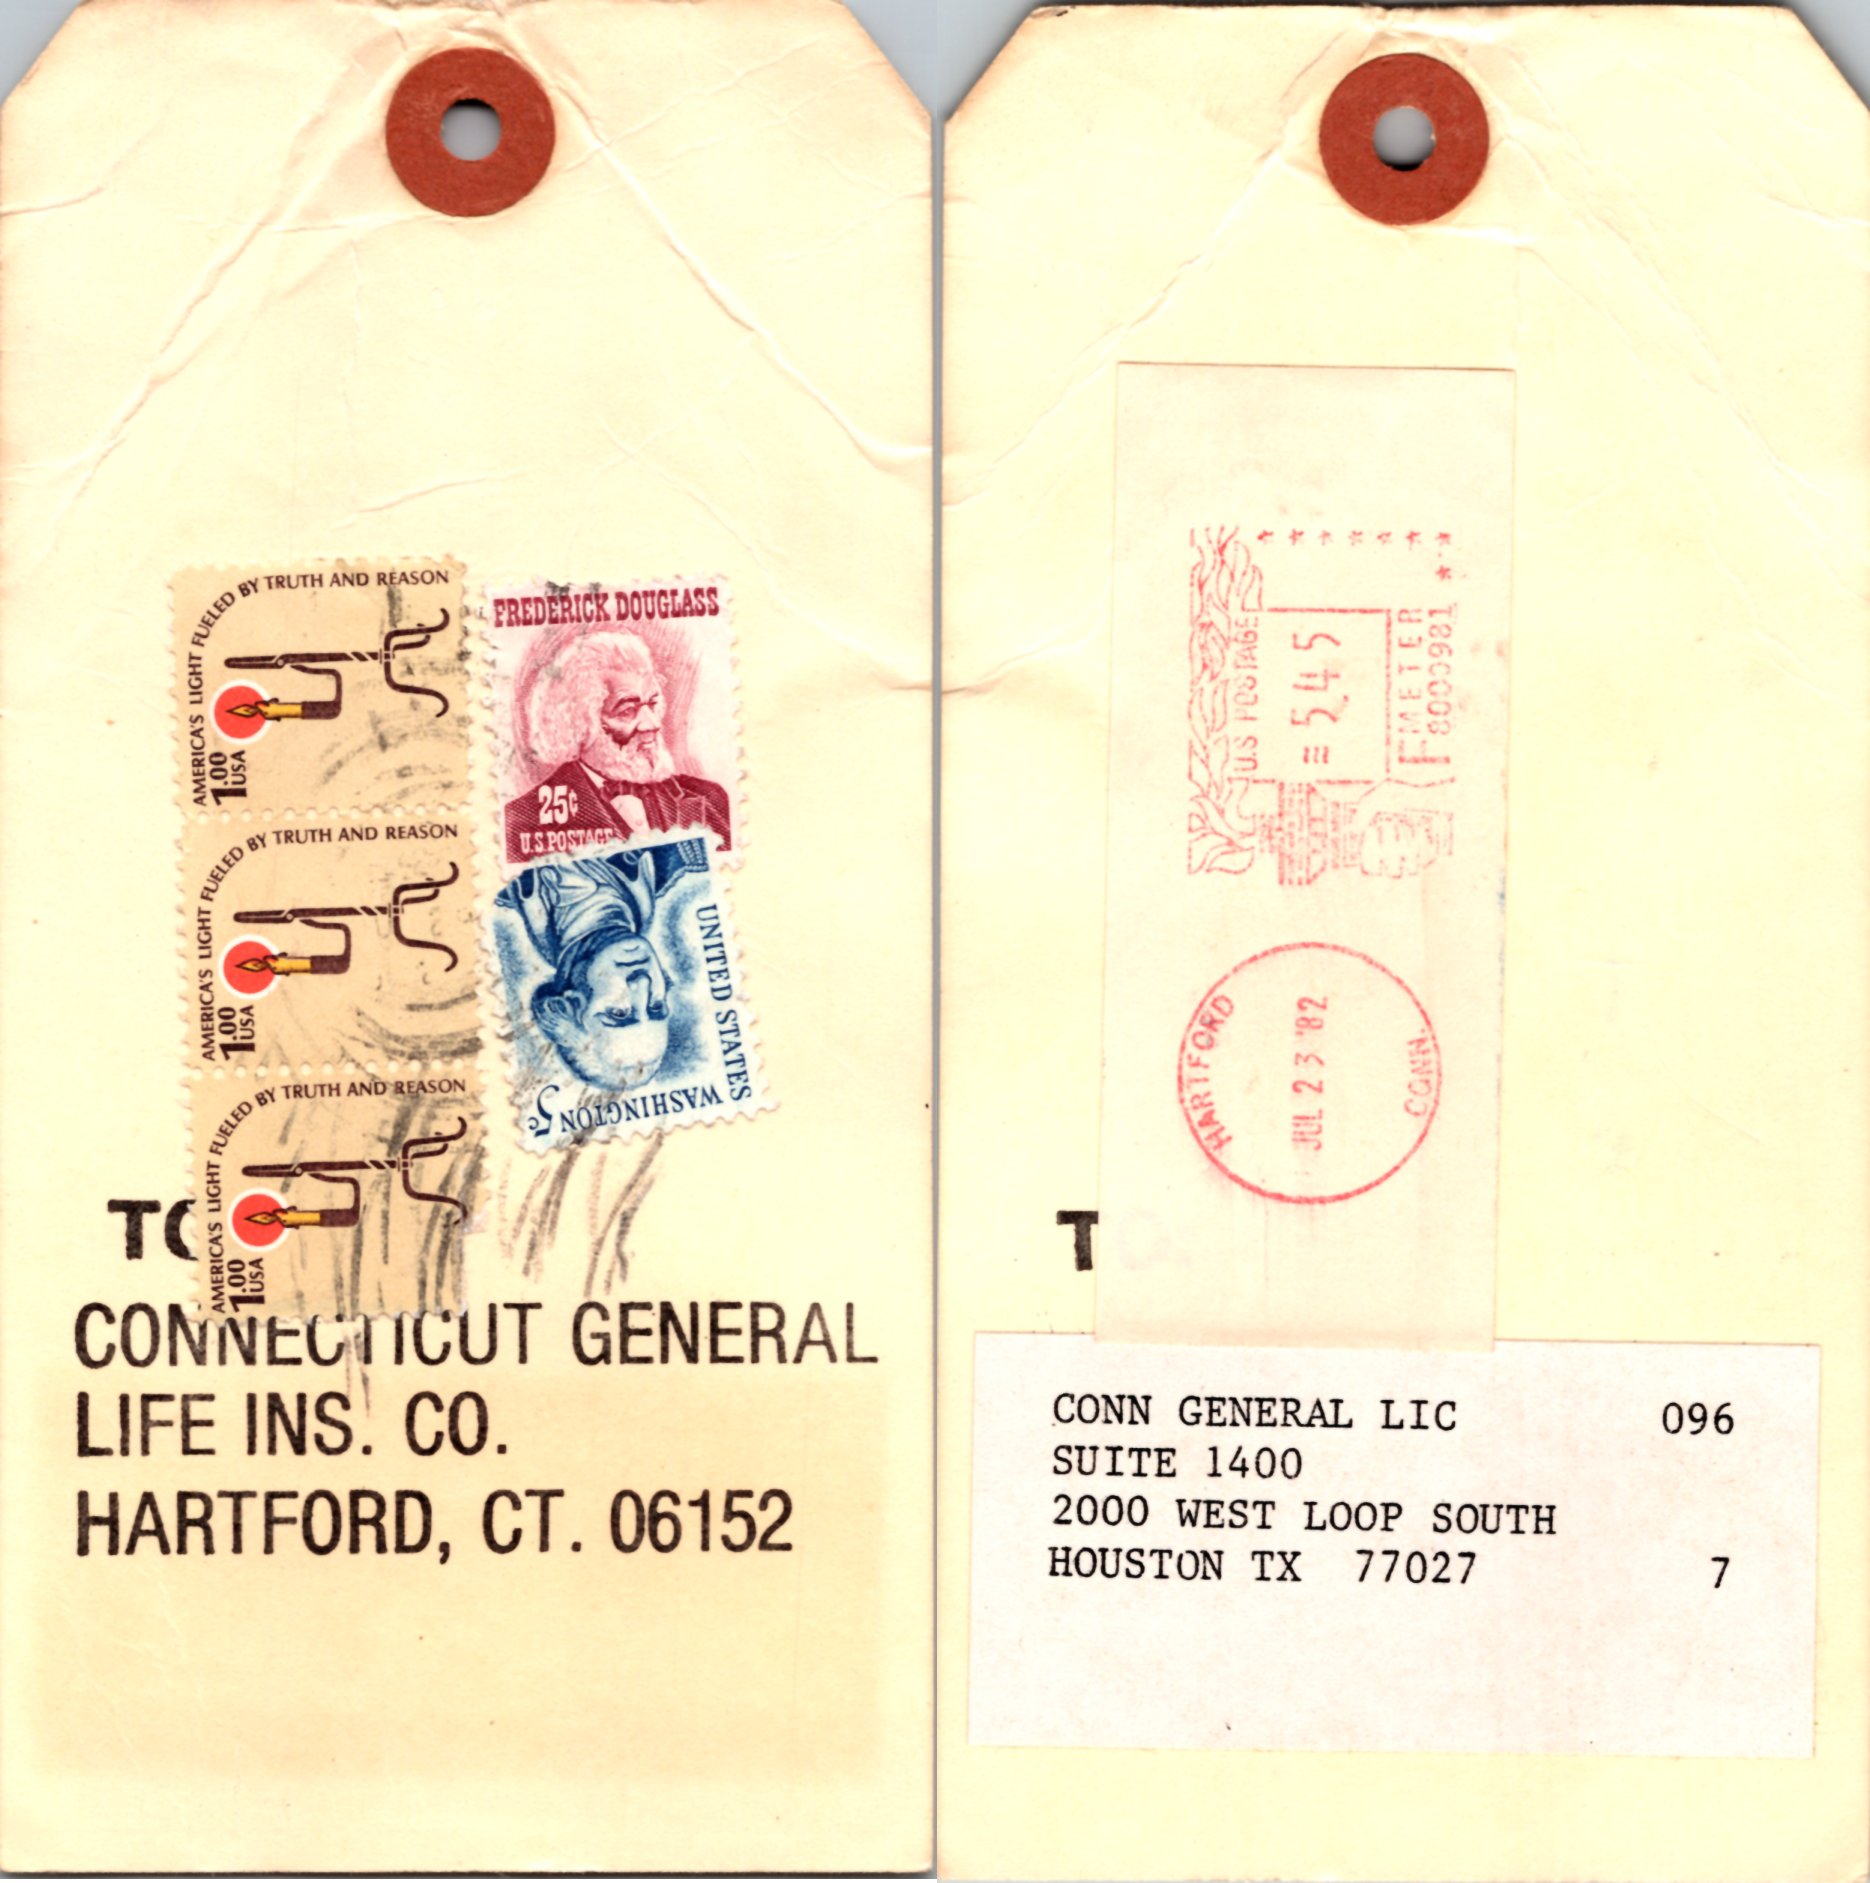 AMERICA'S LIGHT FUELED BY TRUTH AND REASON
1.00
USA
AMERICA'S LIGHT FUELED BY TRUTH AND REASON
1.00
USA
AMERICA'S LIGHT FUELED BY TRUTH AND REASON
1.00
USA
FREDERICK DOUGLASS
25¢
U.S. POSTAGE
UNITED STATES
WASHINGTON 5c
TO
CONNECTICUT GENERAL
LIFE INS. CO.
HARTFORD, CT. 06152
U.S POSTAGE
≡ 5.45
METER
8000981
HARTFORD
JUL 23 '82
CONN.
T
CONN GENERAL LIC 096
SUITE 1400
2000 WEST LOOP SOUTH
HOUSTON TX 77027 7